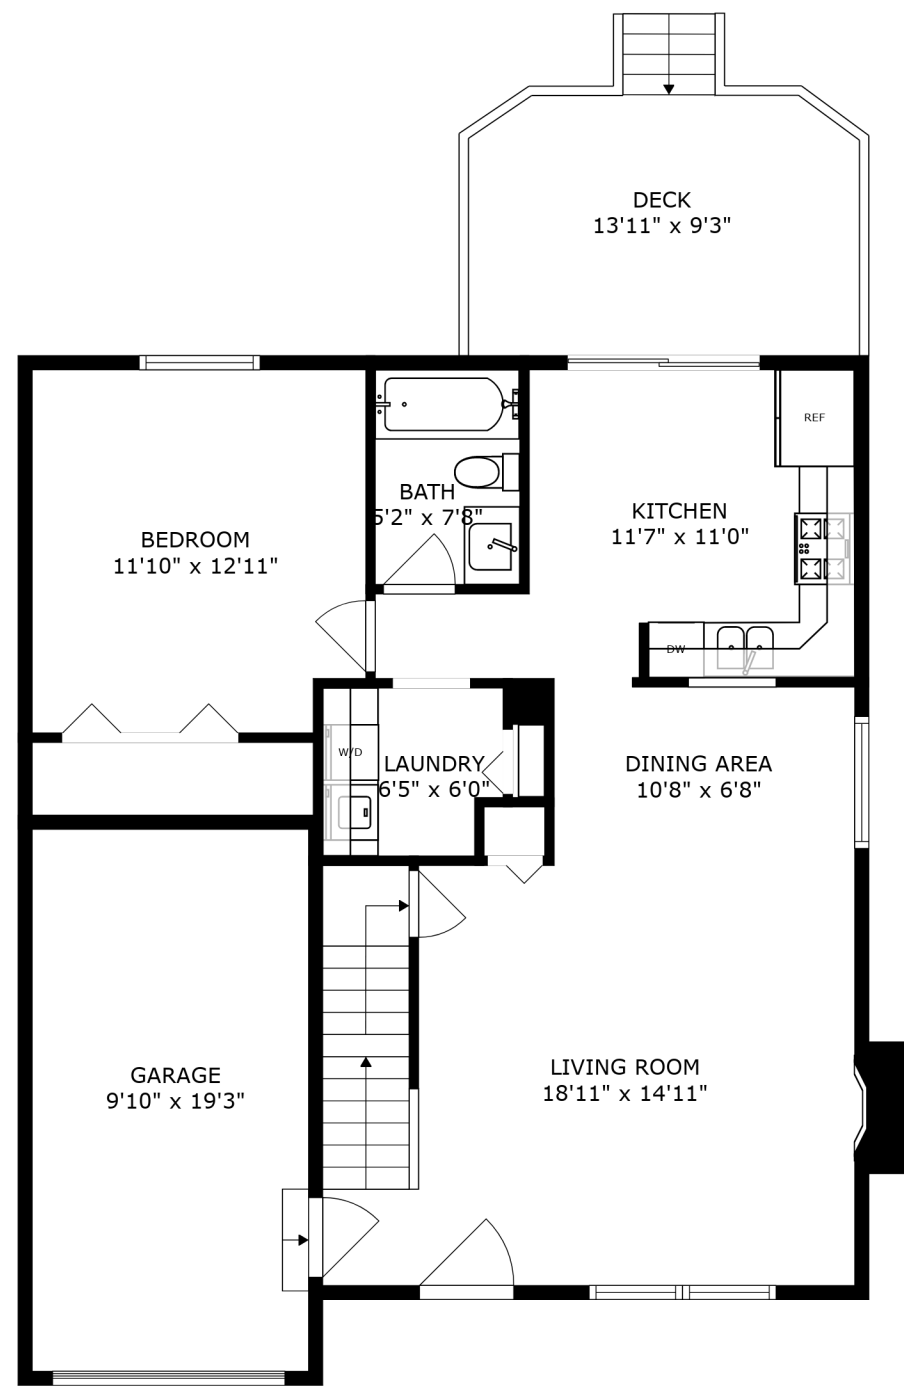 DECK
13'11" x 9'3"
REF
BATH
5'2" x 7'8"
KITCHEN
11'7" x 11'0"
BEDROOM
11'10" x 12'11"
DW
W/D
LAUNDRY
6'5" x 6'0"
DINING AREA
10'8" x 6'8"
LIVING ROOM
18'11" x 14'11"
GARAGE
9'10" x 19'3"